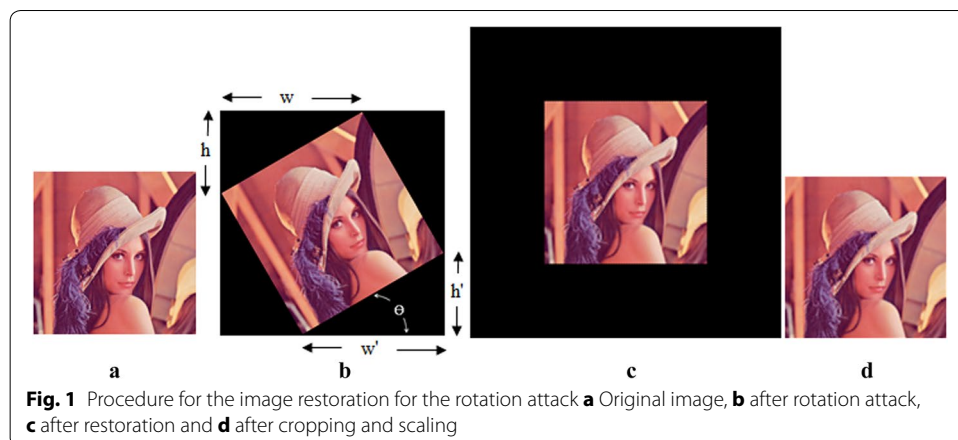 w
h
h'
θ
w'
a
b
c
d
Fig. 1 Procedure for the image restoration for the rotation attack a Original image, b after rotation attack,
c after restoration and d after cropping and scaling